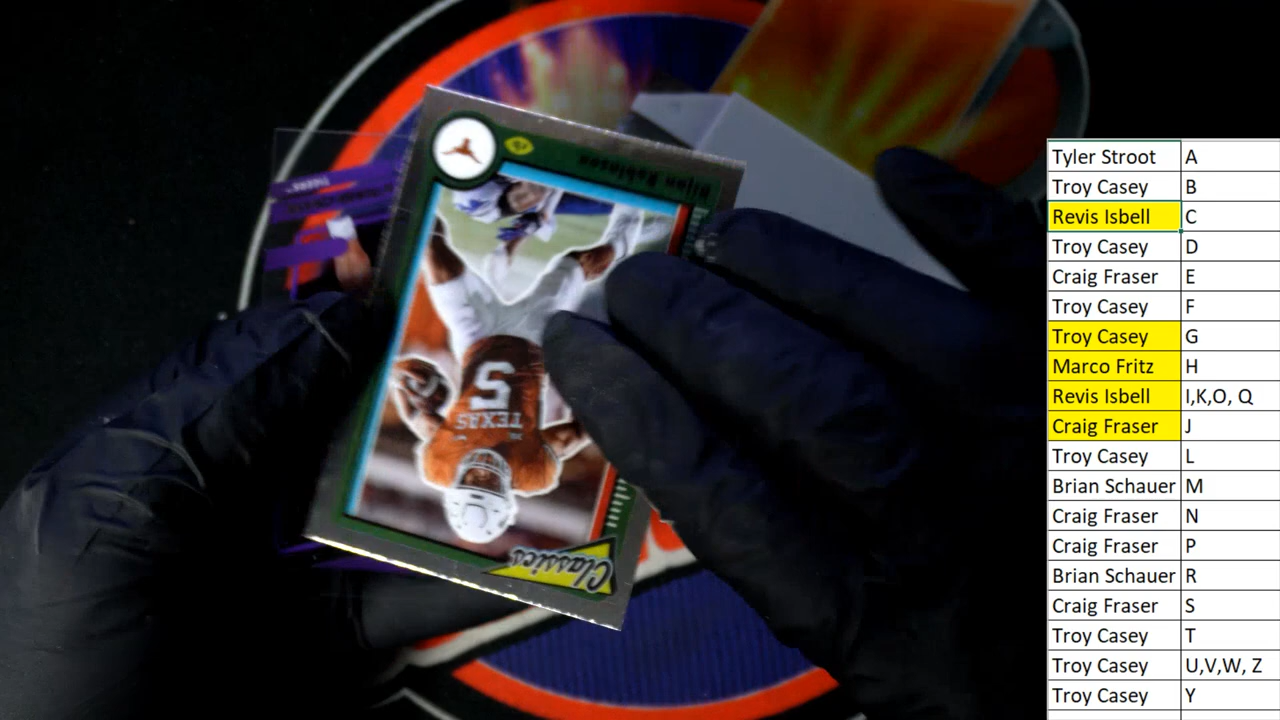 TIGERS
Bijan Robinson
RB
5
TEXAS
Classics
Tyler Stroot A
Troy Casey B
Revis Isbell C
Troy Casey D
Craig Fraser E
Troy Casey F
Troy Casey G
Marco Fritz H
Revis Isbell I,K,O, Q
Craig Fraser J
Troy Casey L
Brian Schauer M
Craig Fraser N
Craig Fraser P
Brian Schauer R
Craig Fraser S
Troy Casey T
Troy Casey U,V,W, Z
Troy Casey Y